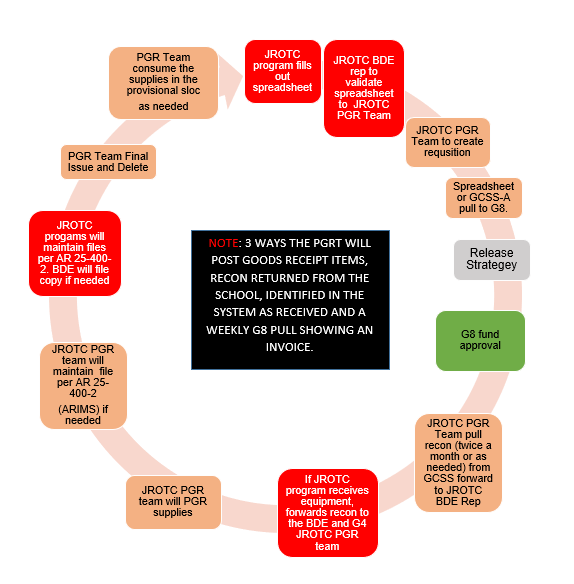 JROTC
program fills
out
spreadsheet
JROTC BDE
rep to
validate
spreadsheet
to JROTC
PGR Team
JROTC PGR
Team to create
requsition
Spreadsheet
or GCSS-A
pull to G8.
Release
Strategey
G8 fund
approval
JROTC PGR
Team pull
recon (twice a
month or as
needed) from
GCSS forward
to JROTC
BDE Rep
If JROTC
program receives
equipment,
forwards recon to
the BDE and G4
JROTC PGR
team
JROTC PGR
team will PGR
supplies
JROTC PGR
team will
maintain file
per AR 25-
400-2
(ARIMS) if
needed
JROTC
progams will
maintain files
per AR 25-400-
2. BDE will file
copy if needed
PGR Team Final
Issue and Delete
PGR Team
consume the
supplies in the
provisional sloc
as needed
NOTE: 3 WAYS THE PGRT WILL
POST GOODS RECEIPT ITEMS,
RECON RETURNED FROM THE
SCHOOL, IDENTIFIED IN THE
SYSTEM AS RECEIVED AND A
WEEKLY G8 PULL SHOWING AN
INVOICE.